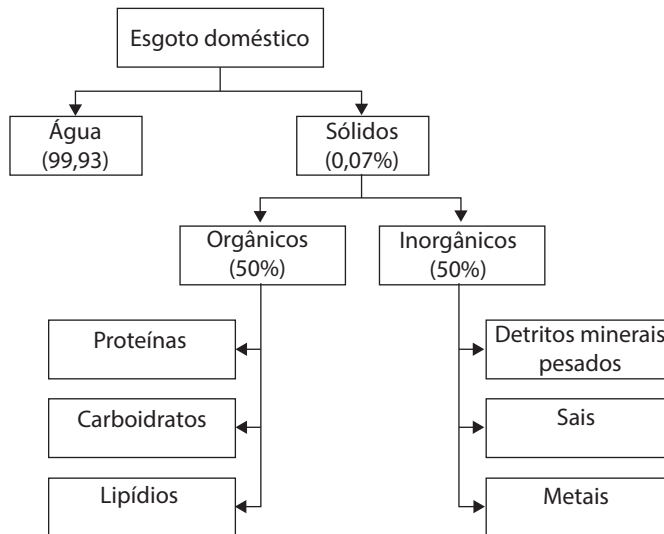 Esgoto doméstico
Água
(99,93)
Sólidos
(0,07%)
Orgânicos
(50%)
Inorgânicos
(50%)
Proteínas
Carboidratos
Lipídios
Detritos minerais
pesados
Sais
Metais